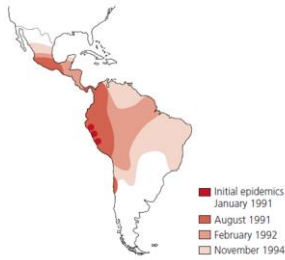 Initial epidemics
January 1991
August 1991
February 1992
November 1994